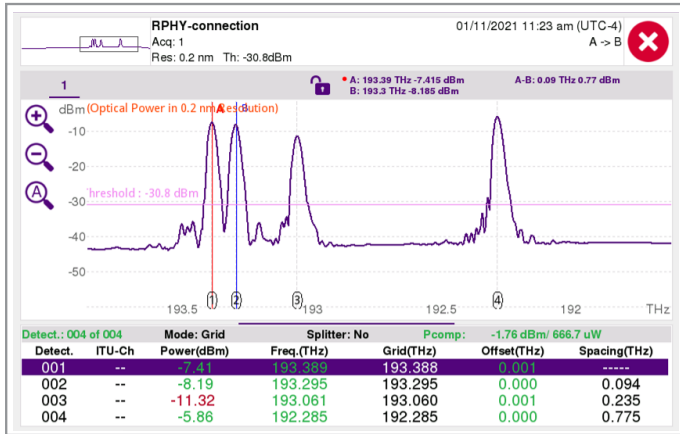 RPHY-connection
01/11/2021 11:23 am (UTC-4)
Acq: 1
A -> B
Res: 0.2 nm Th: -30.8dBm
1
A: 193.39 THz -7.415 dBm
A-B: 0.09 THz 0.77 dBm
B: 193.3 THz -8.185 dBm
dBm (Optical Power in 0.2 nm Resolution)
A B
-10
-20
A
hreshold : -30.8 dBm
-30
-40
-50
1 2 3 4
193.5 193 192.5 192 THz
Detect.: 004 of 004 Mode: Grid Splitter: No Pcomp: -1.76 dBm/ 666.7 uW
Detect. ITU-Ch Power(dBm) Freq.(THz) Grid(THz) Offset(THz) Spacing(THz)
001 -- -7.41 193.389 193.388 0.001 -----
002 -- -8.19 193.295 193.295 0.000 0.094
003 -- -11.32 193.061 193.060 0.001 0.235
004 -- -5.86 192.285 192.285 0.000 0.775